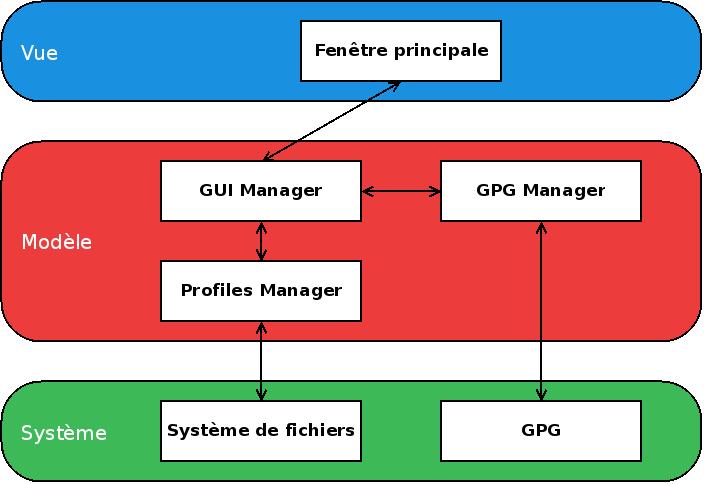 Vue
Fenêtre principale
GUI Manager
GPG Manager
Modèle
Profiles Manager
Système
Système de fichiers
GPG